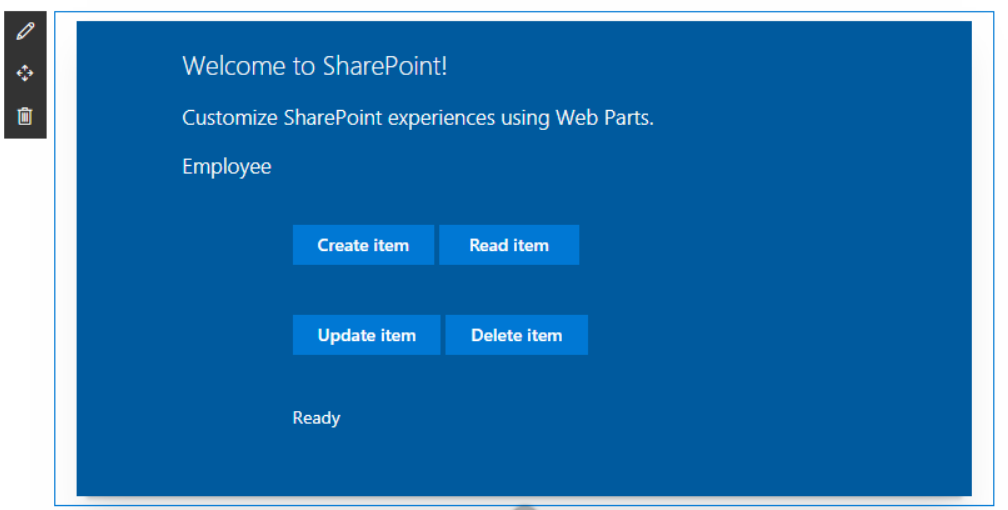 Welcome to SharePoint!
Customize SharePoint experiences using Web Parts.
Employee
Create item Read item
Update item Delete item
Ready